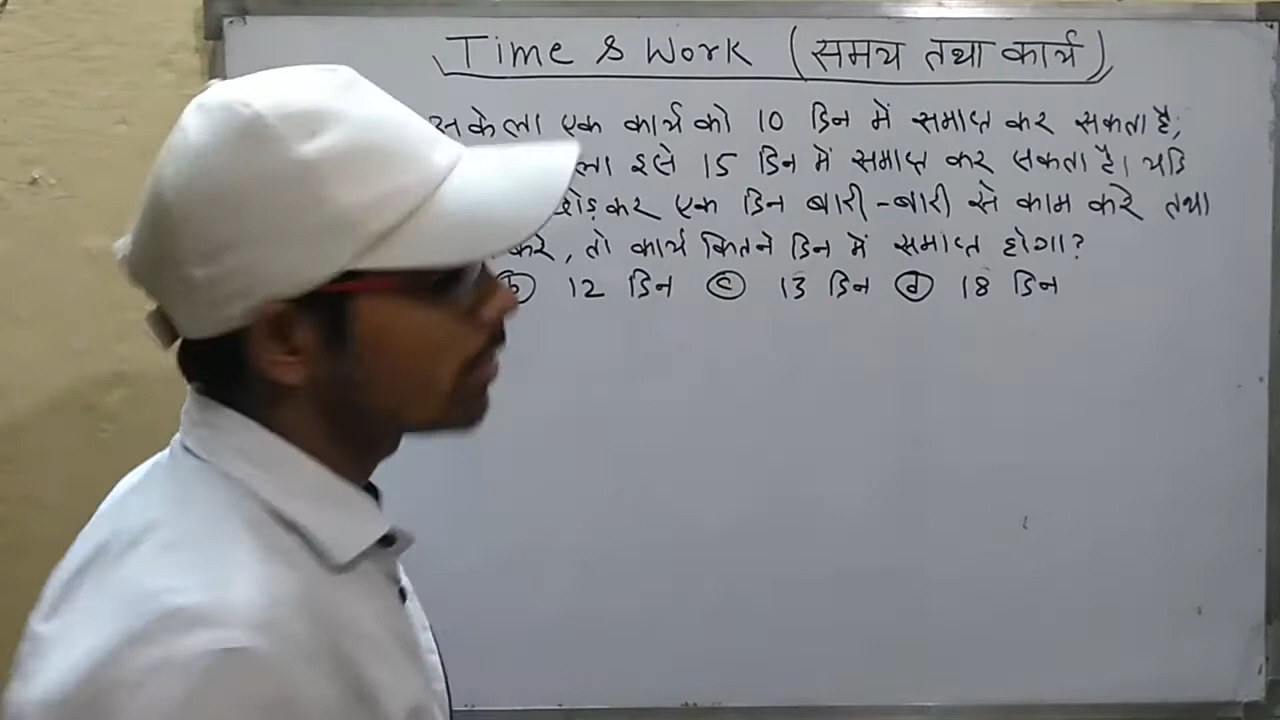 Time & Work (समय तथा कार्य)
अकेला एक कार्य को 10 दिन में समाप्त कर सकता है,
इसे 15 दिन में समाप्त कर सकता है। यदि
छोड़कर एक दिन बारी-बारी से काम करे तथा
करे, तो कार्य कितने दिन में समाप्त होगा?
(b) 12 दिन (c) 13 दिन (d) 18 दिन